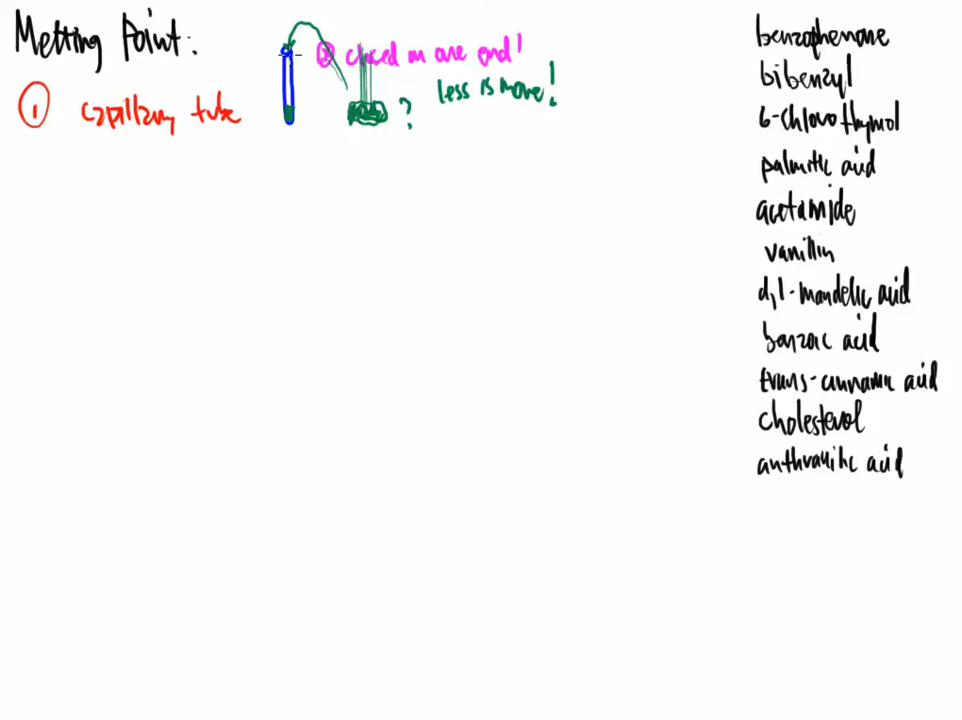 Melting Point:
① capillary tube
② closed on one end!
less is more!
?
benzophenone
bibenzyl
6-chlorothymol
palmitic acid
acetamide
vanillin
d,l-mandelic acid
benzoic acid
trans-cinnamic acid
cholesterol
anthranilic acid